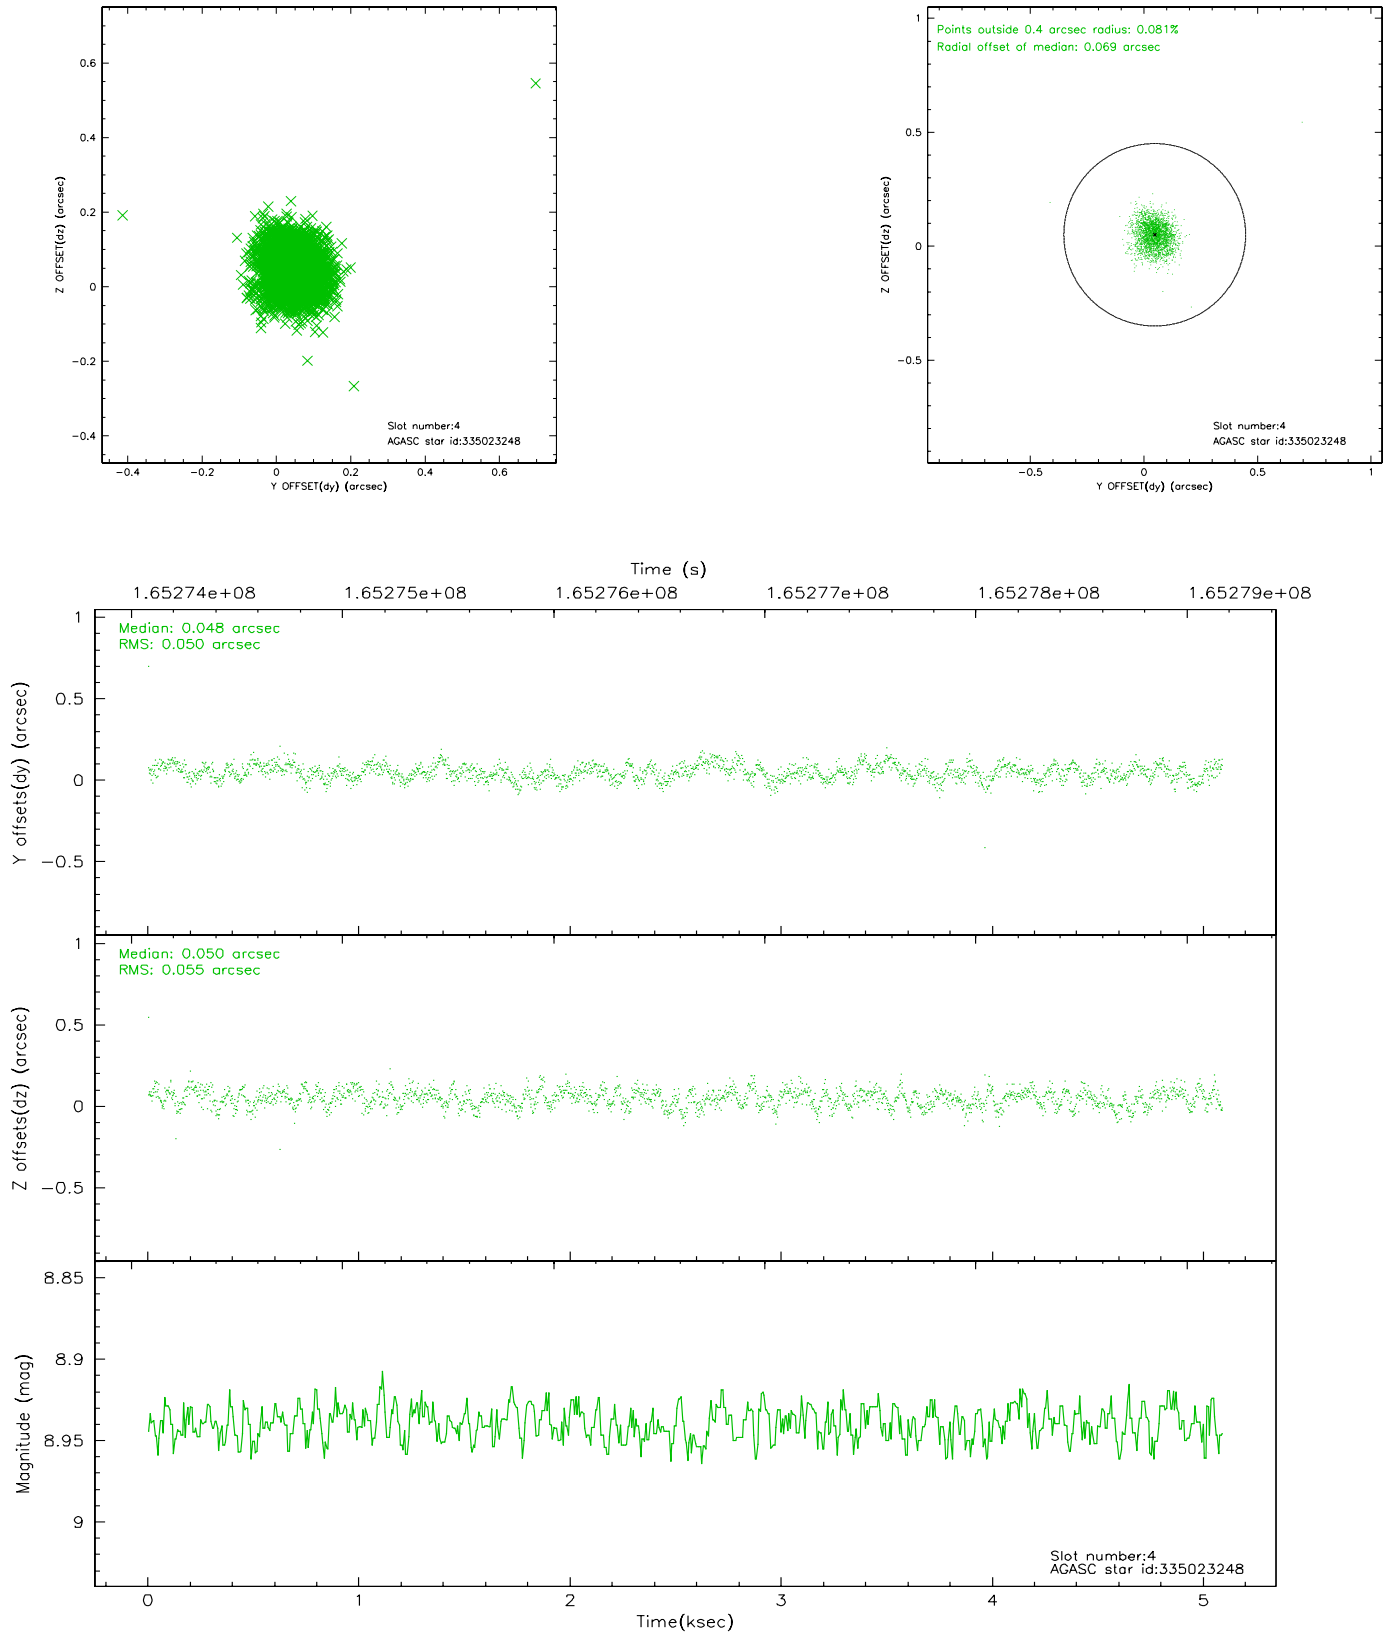 0.6
0.4
0.2
0
−0.2
−0.4
Z OFFSET(dz) (arcsec)
Slot number:4
AGASC star id:335023248
−0.4 −0.2 0 0.2 0.4 0.6
Y OFFSET(dy) (arcsec)
1
0.5
0
−0.5
Z OFFSET(dz) (arcsec)
Points outside 0.4 arcsec radius: 0.081%
Radial offset of median: 0.069 arcsec
Slot number:4
AGASC star id:335023248
−0.5 0 0.5 1
Y OFFSET(dy) (arcsec)
Time (s)
1.65274e+08 1.65275e+08 1.65276e+08 1.65277e+08 1.65278e+08 1.65279e+08
1
0.5
0
−0.5
Y offsets(dy) (arcsec)
Median: 0.048 arcsec
RMS: 0.050 arcsec
1
0.5
0
−0.5
Z offsets(dz) (arcsec)
Median: 0.050 arcsec
RMS: 0.055 arcsec
8.85
8.9
8.95
9
Magnitude (mag)
Slot number:4
AGASC star id:335023248
0 1 2 3 4 5
Time(ksec)